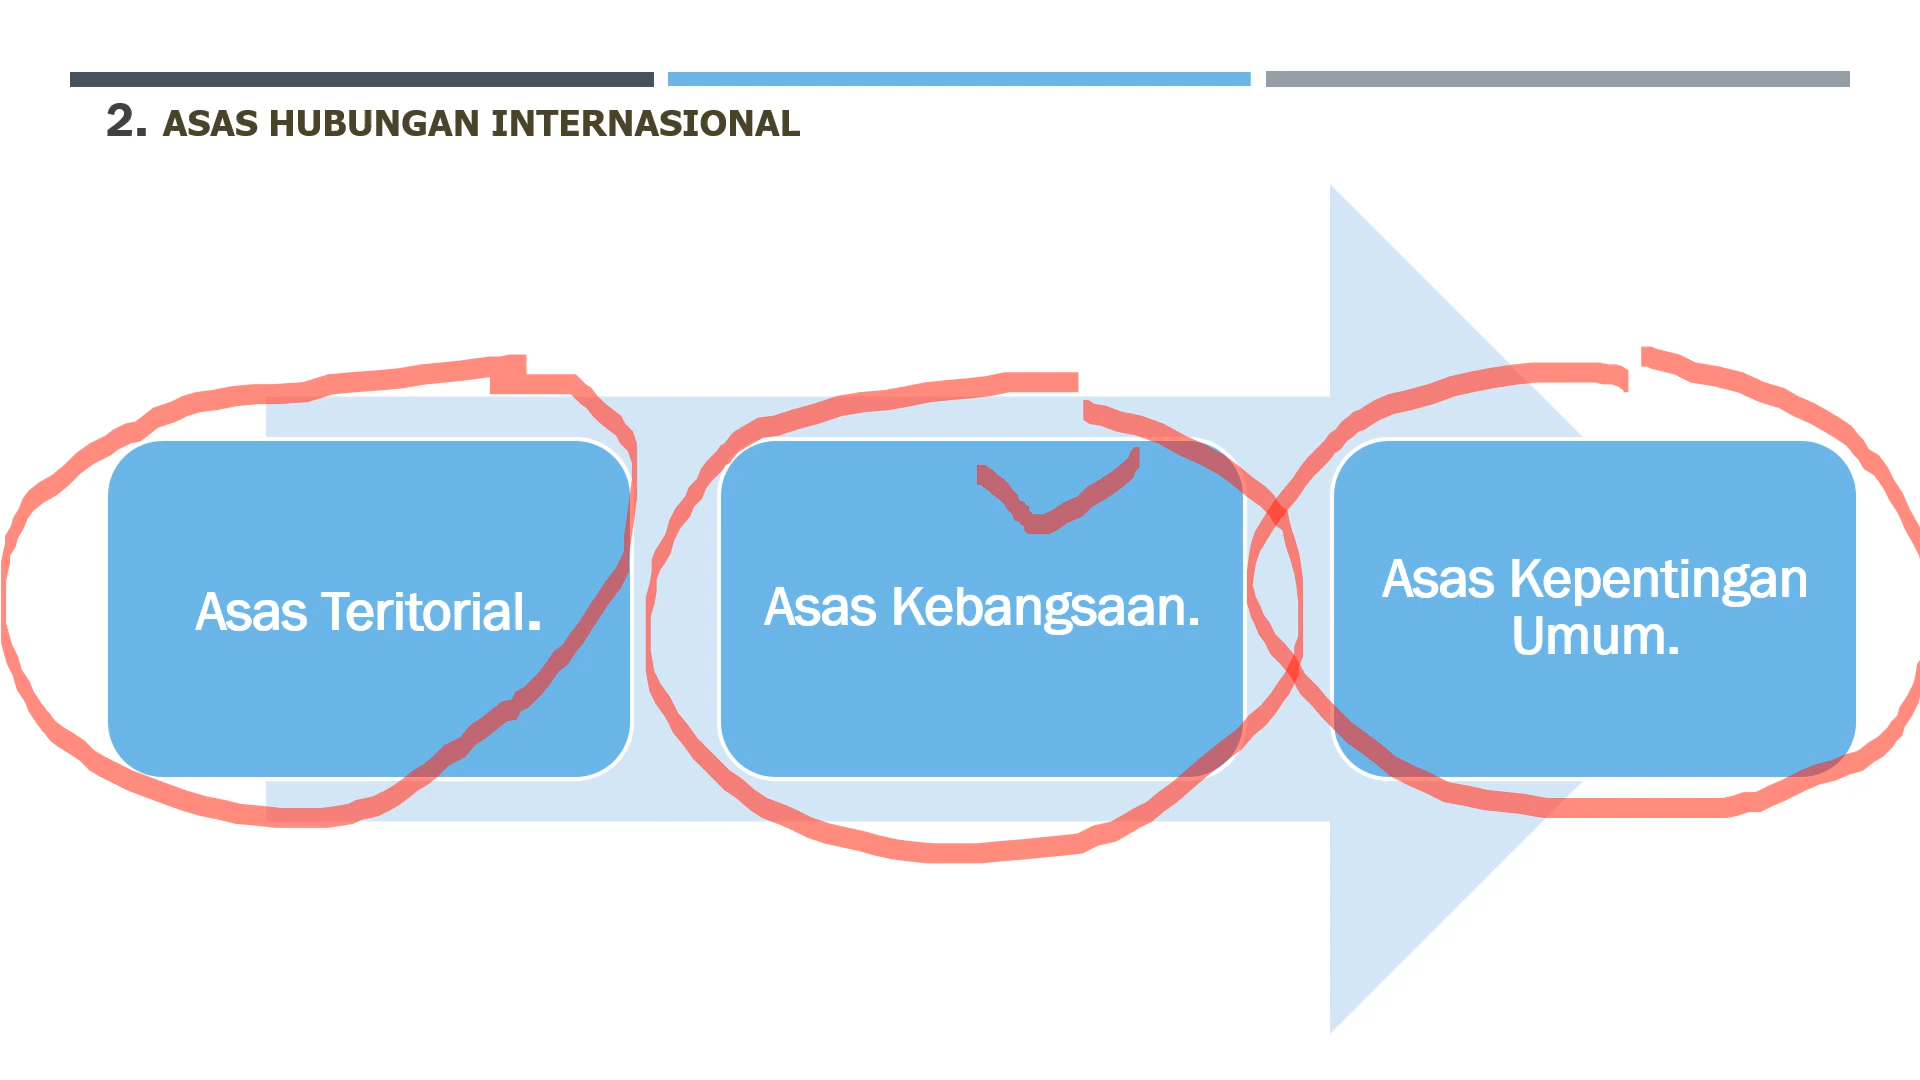 2. ASAS HUBUNGAN INTERNASIONAL
Asas Teritorial.
Asas Kebangsaan.
Asas Kepentingan
Umum.